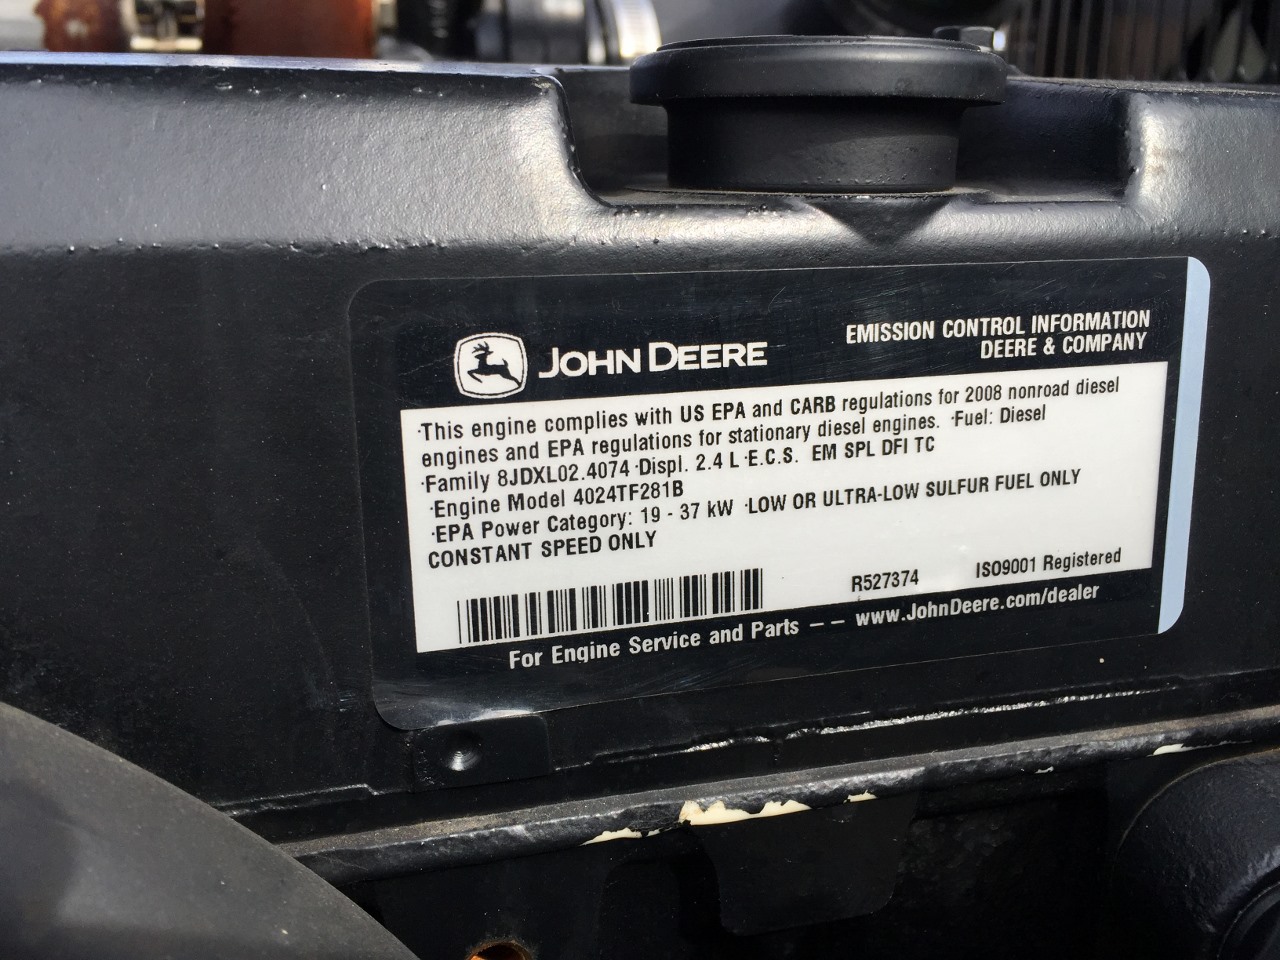 JOHN DEERE
EMISSION CONTROL INFORMATION
DEERE & COMPANY
·This engine complies with US EPA and CARB regulations for 2008 nonroad diesel
engines and EPA regulations for stationary diesel engines. ·Fuel: Diesel
·Family 8JDXL02.4074 ·Displ. 2.4 L ·E.C.S. EM SPL DFI TC
·Engine Model 4024TF281B
·EPA Power Category: 19 - 37 kW ·LOW OR ULTRA-LOW SULFUR FUEL ONLY
CONSTANT SPEED ONLY
R527374 ISO9001 Registered
For Engine Service and Parts -- www.JohnDeere.com/dealer